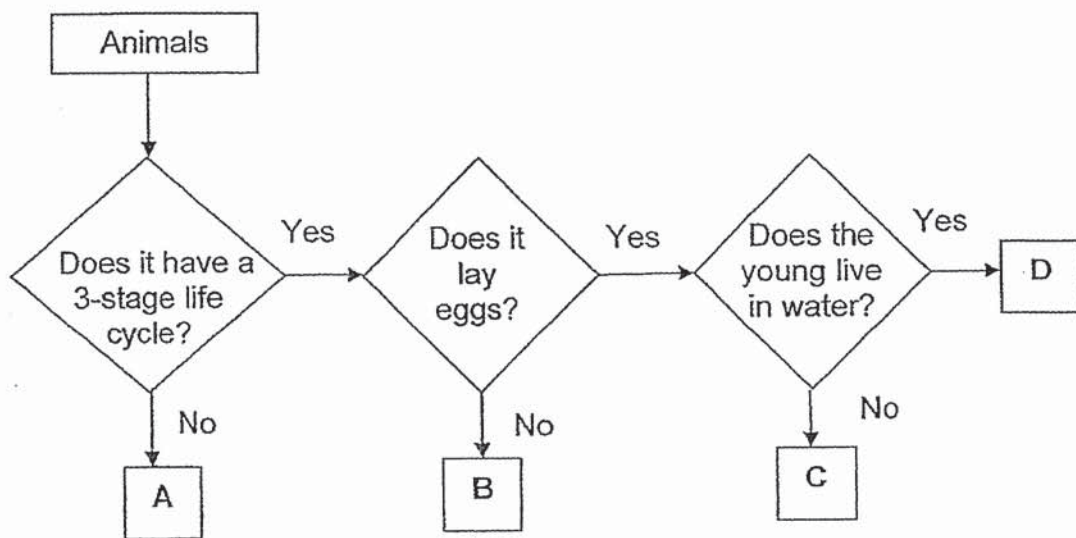 Animals
Does it have a
3-stage life
cycle?
Yes
No
A
Does it
lay
eggs?
Yes
No
B
Does the
young live
in water?
Yes
No
C
D